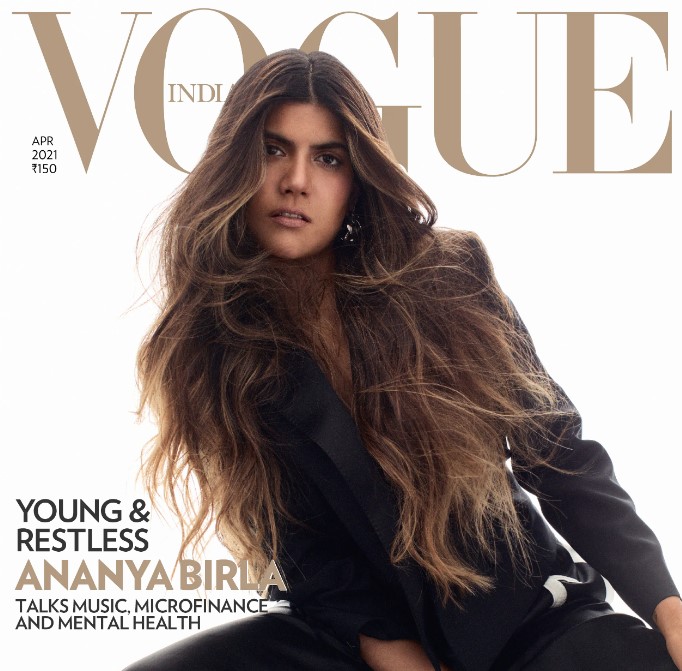 VOGUE
INDIA
APR
2021
₹150
YOUNG &
RESTLESS
ANANYA BIRLA
TALKS MUSIC, MICROFINANCE
AND MENTAL HEALTH